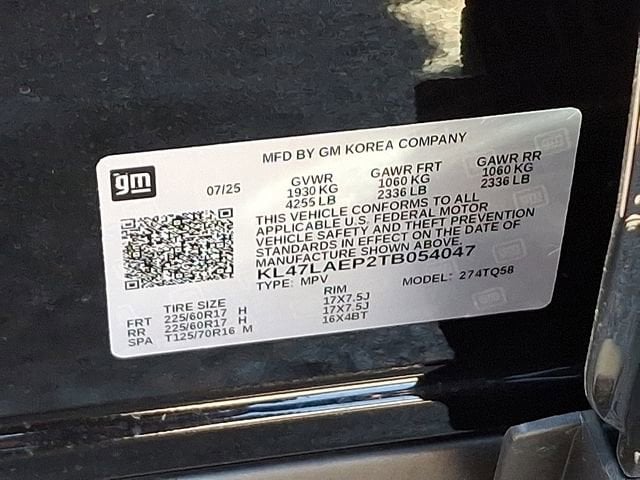 MFD BY GM KOREA COMPANY
gm
07/25
GVWR GAWR FRT GAWR RR
1930 KG 1060 KG 1060 KG
4255 LB 2336 LB 2336 LB
THIS VEHICLE CONFORMS TO ALL
APPLICABLE U.S. FEDERAL MOTOR
VEHICLE SAFETY AND THEFT PREVENTION
STANDARDS IN EFFECT ON THE DATE OF
MANUFACTURE SHOWN ABOVE.
KL47LAEP2TB054047
TYPE: MPV MODEL: 274TQ58
TIRE SIZE RIM
FRT 225/60R17 H 17X7.5J
RR 225/60R17 H 17X7.5J
SPA T125/70R16 M 16X4BT